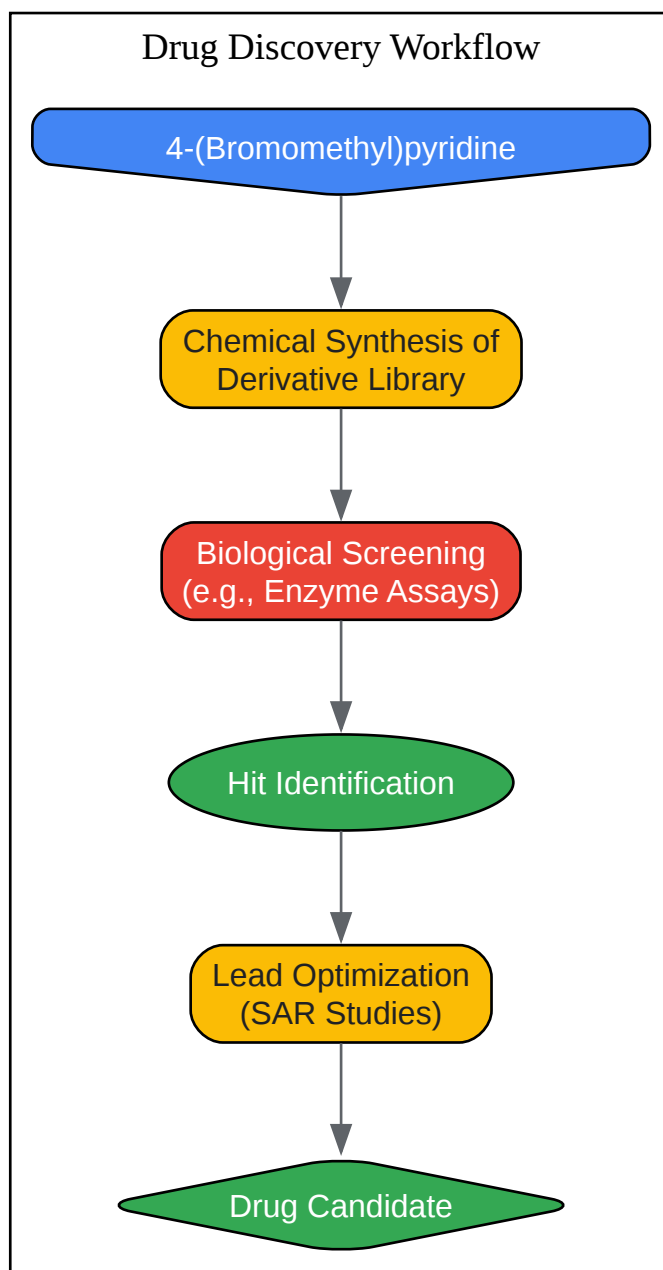 Drug Discovery Workflow
4-(Bromomethyl)pyridine
Chemical Synthesis of
Derivative Library
Biological Screening
(e.g., Enzyme Assays)
Hit Identification
Lead Optimization
(SAR Studies)
Drug Candidate